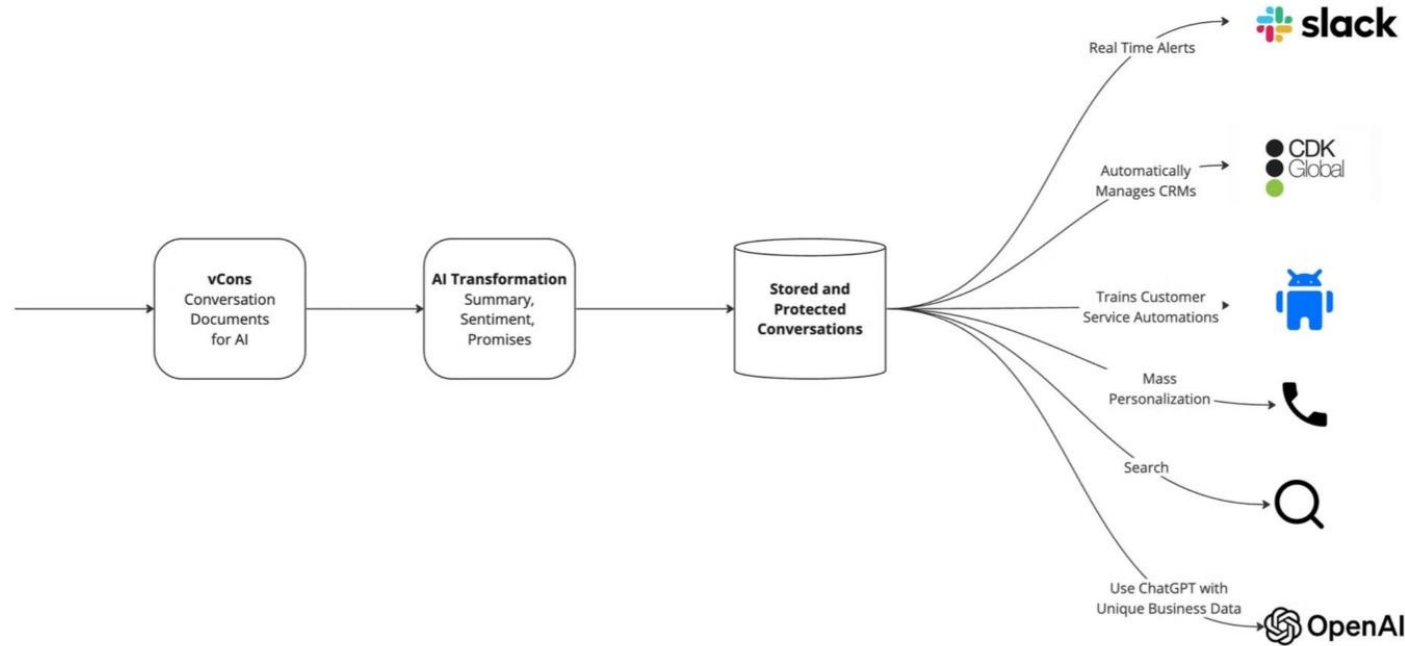 vCons
Conversation
Documents
for AI
AI Transformation
Summary,
Sentiment,
Promises
Stored and
Protected
Conversations
Real Time Alerts
slack
Automatically
Manages CRMs
CDK
Global
Trains Customer
Service Automations
Mass
Personalization
Search
Use ChatGPT with
Unique Business Data
OpenAI